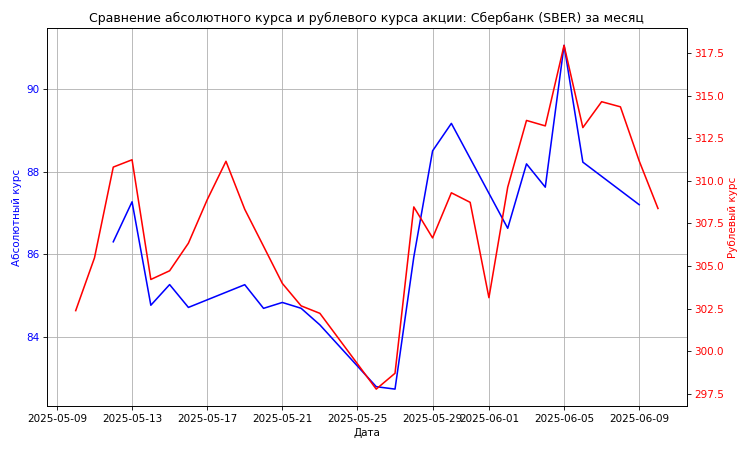 Сравнение абсолютного курса и рублевого курса акции: Сбербанк (SBER) за месяц
Абсолютный курс
90
88
86
84
317.5
315.0
312.5
310.0
307.5
305.0
302.5
300.0
297.5
Рублевый курс
2025-05-09 2025-05-13 2025-05-17 2025-05-21 2025-05-25 2025-05-29 2025-06-01 2025-06-05 2025-06-09
Дата